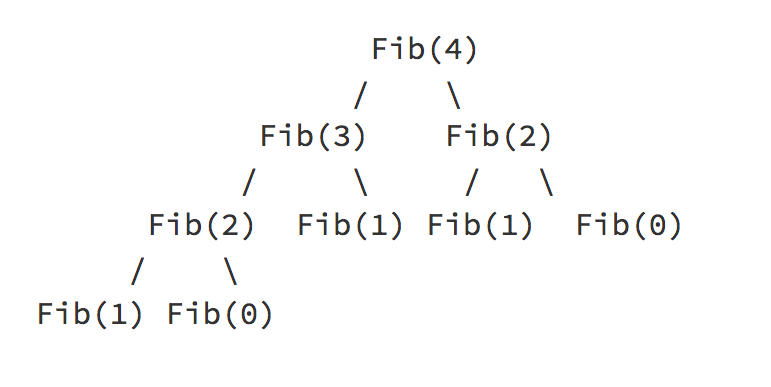 Fib(4)
/ \
Fib(3) Fib(2)
/ \ / \
Fib(2) Fib(1) Fib(1) Fib(0)
/ \
Fib(1) Fib(0)